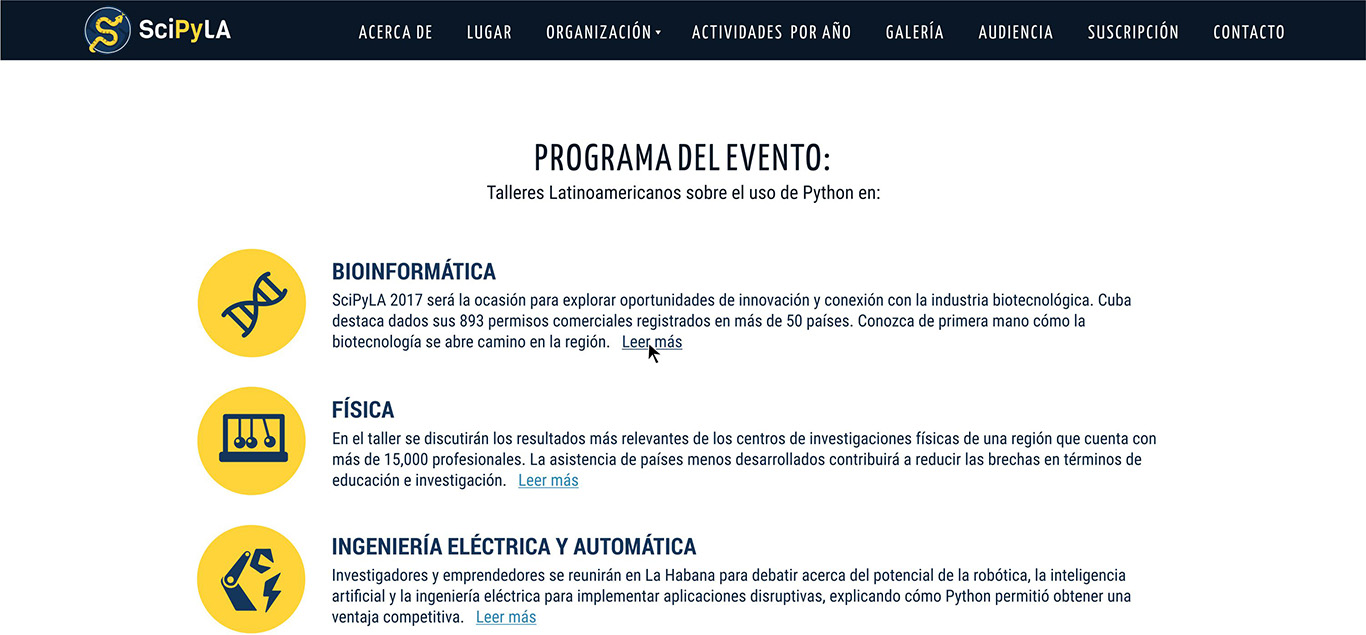 SciPyLA
ACERCA DE
LUGAR
ORGANIZACIÓN
ACTIVIDADES POR AÑO
GALERÍA
AUDIENCIA
SUSCRIPCIÓN
CONTACTO
PROGRAMA DEL EVENTO:
Talleres Latinoamericanos sobre el uso de Python en:
BIOINFORMÁTICA
SciPyLA 2017 será la ocasión para explorar oportunidades de innovación y conexión con la industria biotecnológica. Cuba
destaca dados sus 893 permisos comerciales registrados en más de 50 países. Conozca de primera mano cómo la
biotecnología se abre camino en la región. Leer más
FÍSICA
En el taller se discutirán los resultados más relevantes de los centros de investigaciones físicas de una región que cuenta con
más de 15,000 profesionales. La asistencia de países menos desarrollados contribuirá a reducir las brechas en términos de
educación e investigación. Leer más
INGENIERÍA ELÉCTRICA Y AUTOMÁTICA
Investigadores y emprendedores se reunirán en La Habana para debatir acerca del potencial de la robótica, la inteligencia
artificial y la ingeniería eléctrica para implementar aplicaciones disruptivas, explicando cómo Python permitió obtener una
ventaja competitiva. Leer más